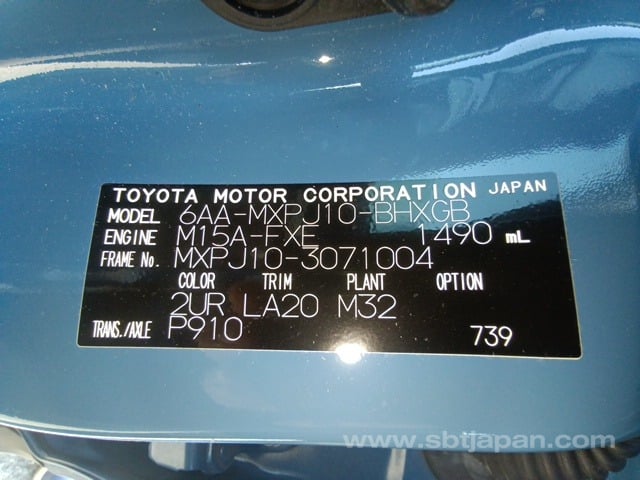 TOYOTA MOTOR CORPORATION JAPAN
MODEL 6AA-MXPJ10-BHXGB
ENGINE M15A-FXE 1490 mL
FRAME No. MXPJ10-3071004
COLOR TRIM PLANT OPTION
2UR LA20 M32
TRANS./AXLE P910 739
www.sbtjapan.com